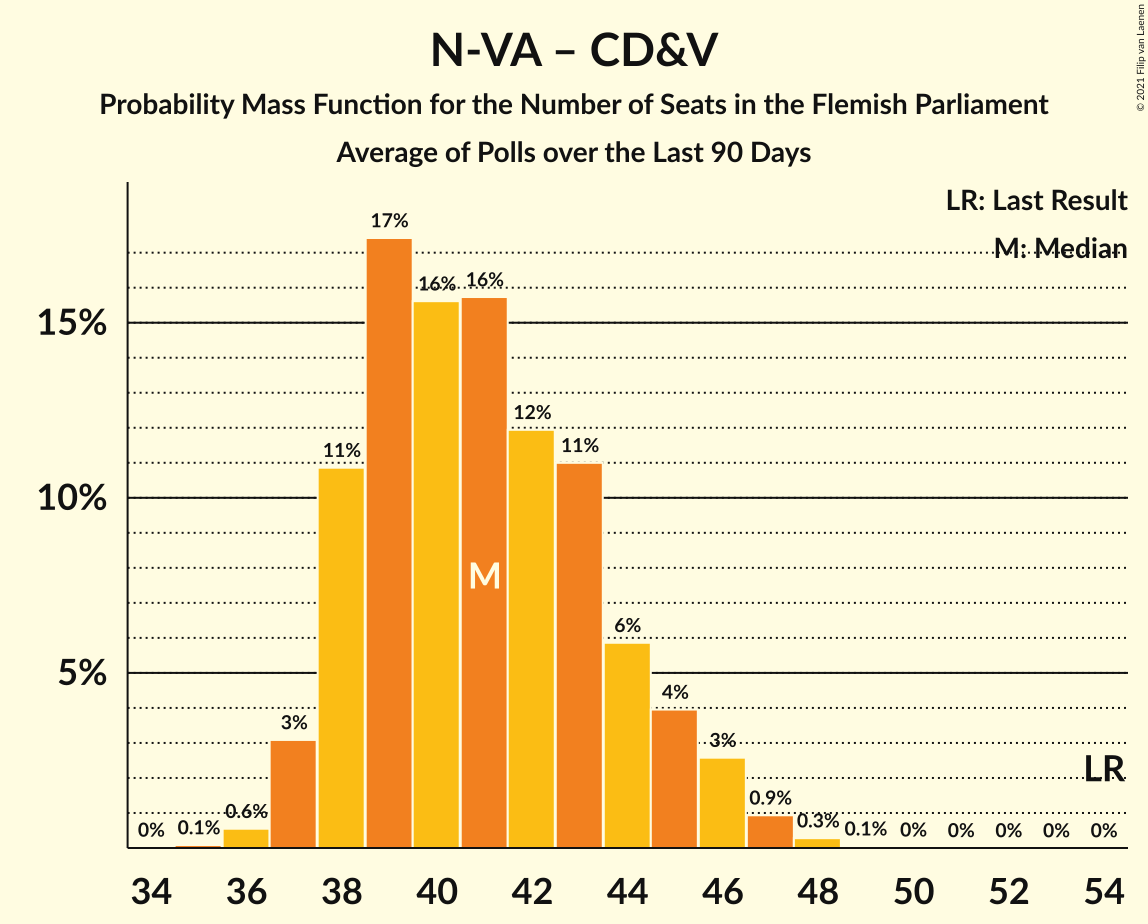 N-VA – CD&V
Probability Mass Function for the Number of Seats in the Flemish Parliament
Average of Polls over the Last 90 Days
© 2021 Filip van Laenen
LR: Last Result
M: Median
17%
16%
16%
15%
12%
11%
11%
10%
M
6%
5%
4%
3%
3%
LR
0.9%
0.6%
0.3%
0% 0.1% 0.1% 0% 0% 0% 0% 0%
34 36 38 40 42 44 46 48 50 52 54